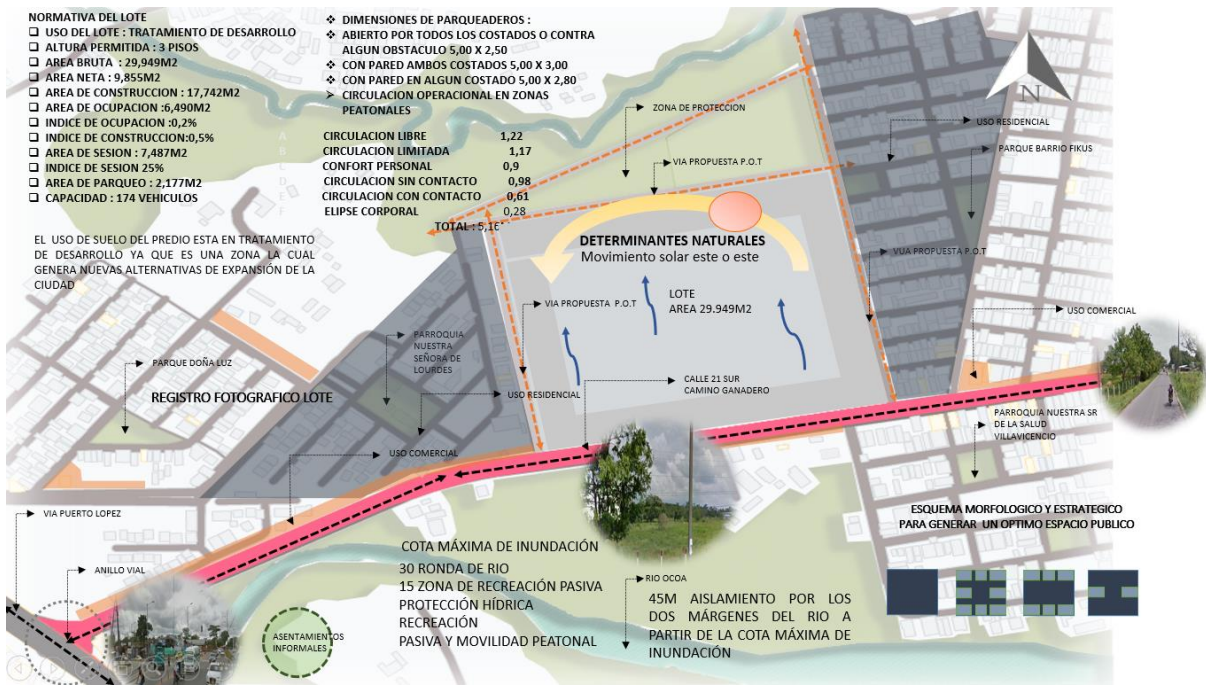 NORMATIVA DEL LOTE
USO DEL LOTE : TRATAMIENTO DE DESARROLLO
ALTURA PERMITIDA : 3 PISOS
AREA BRUTA : 29,949M2
AREA NETA : 9,855M2
AREA DE CONSTRUCCION : 17,742M2
AREA DE OCUPACION :6,490M2
INDICE DE OCUPACION :0,2%
INDICE DE CONSTRUCCION:0,5%
AREA DE SESION : 7,487M2
INDICE DE SESION 25%
AREA DE PARQUEO : 2,177M2
CAPACIDAD : 174 VEHICULOS
EL USO DE SUELO DEL PREDIO ESTA EN TRATAMIENTO
DE DESARROLLO YA QUE ES UNA ZONA LA CUAL
GENERA NUEVAS ALTERNATIVAS DE EXPANSIÓN DE LA
CIUDAD
DIMENSIONES DE PARQUEADEROS :
ABIERTO POR TODOS LOS COSTADOS O CONTRA
ALGUN OBSTACULO 5,00 X 2,50
CON PARED AMBOS COSTADOS 5,00 X 3,00
CON PARED EN ALGUN COSTADO 5,00 X 2,80
CIRCULACION OPERACIONAL EN ZONAS
PEATONALES
CIRCULACION LIBRE 1,22
CIRCULACION LIMITADA 1,17
CONFORT PERSONAL 0,9
CIRCULACION SIN CONTACTO 0,98
CIRCULACION CON CONTACTO 0,61
ELIPSE CORPORAL 0,28
TOTAL : 5,16
ZONA DE PROTECCION
VIA PROPUESTA P.O.T
N
USO RESIDENCIAL
PARQUE BARRIO FIKUS
DETERMINANTES NATURALES
Movimiento solar este o este
VUA PROPUESTA P.O.T
LOTE
AREA 29.949M2
VIA PROPUESTA P.O.T
USO COMERCIAL
PARROQUIA
NUESTRA
SEÑORA DE
LOURDES
PARQUE DOÑA LUZ
REGISTRO FOTOGRAFICO LOTE
USO RESIDENCIAL
CALLE 21 SUR
CAMINO GANADERO
PARROQUIA NUESTRA SR
DE LA SALUD
VILLAVICENCIO
USO COMERCIAL
VIA PUERTO LOPEZ
ANILLO VIAL
ASENTAMIENTOS
INFORMALES
COTA MÁXIMA DE INUNDACIÓN
30 RONDA DE RIO
15 ZONA DE RECREACIÓN PASIVA
PROTECCIÓN HÍDRICA
RECREACIÓN
PASIVA Y MOVILIDAD PEATONAL
RIO OCOA
45M AISLAMIENTO POR LOS
DOS MÁRGENES DEL RIO A
PARTIR DE LA COTA MÁXIMA DE
INUNDACIÓN
ESQUEMA MORFOLOGICO Y ESTRATEGICO
PARA GENERAR UN OPTIMO ESPACIO PUBLICO